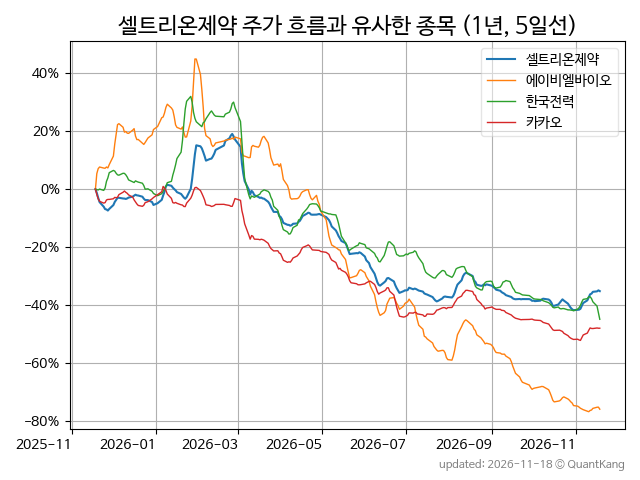 셀트리온제약 주가 흐름과 유사한 종목 (1년, 5일선)
셀트리온제약
에이비엘바이오
한국전력
카카오
40%
20%
0%
−20%
−40%
−60%
−80%
2025-11 2026-01 2026-03 2026-05 2026-07 2026-09 2026-11
updated: 2026-11-18 © QuantKang